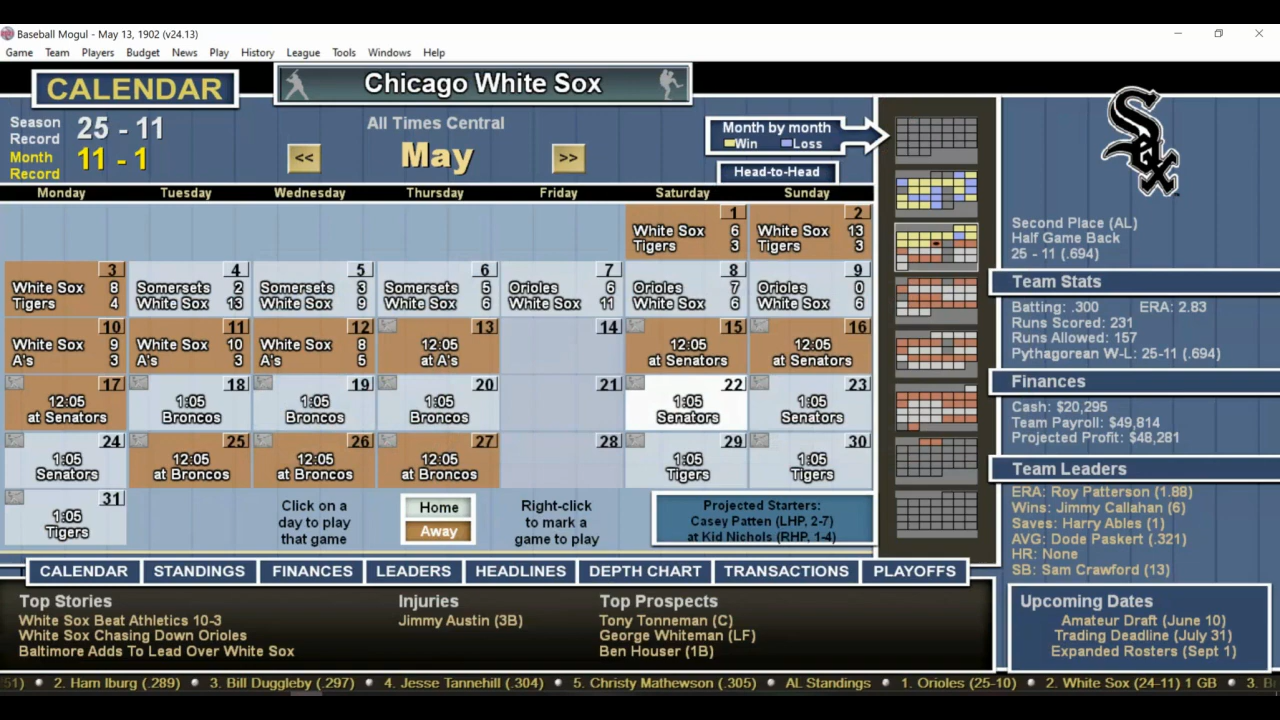 Baseball Mogul - May 13, 1902 (v24.13)
Game Team Players Budget News Play History League Tools Windows Help
CALENDAR
Chicago White Sox
Season Record 25 - 11
Month Record 11 - 1
All Times Central
<< May >>
Month by month
Win Loss
Head-to-Head
Monday Tuesday Wednesday Thursday Friday Saturday Sunday
1
White Sox 6
Tigers 3
2
White Sox 13
Tigers 3
3
White Sox 8
Tigers 4
4
Somersets 2
White Sox 13
5
Somersets 3
White Sox 9
6
Somersets 5
White Sox 6
7
Orioles 6
White Sox 11
8
Orioles 7
White Sox 6
9
Orioles 0
White Sox 6
10
White Sox 9
A's 3
11
White Sox 10
A's 3
12
White Sox 8
A's 5
13
12:05
at A's
14
15
12:05
at Senators
16
12:05
at Senators
17
12:05
at Senators
18
1:05
Broncos
19
1:05
Broncos
20
1:05
Broncos
21
22
1:05
Senators
23
1:05
Senators
24
1:05
Senators
25
12:05
at Broncos
26
12:05
at Broncos
27
12:05
at Broncos
28
29
1:05
Tigers
30
1:05
Tigers
31
1:05
Tigers
Click on a
day to play
that game
Home
Away
Right-click
to mark a
game to play
Projected Starters:
Casey Patten (LHP, 2-7)
at Kid Nichols (RHP, 1-4)
Sox
Second Place (AL)
Half Game Back
25 - 11 (.694)
Team Stats
Batting: .300 ERA: 2.83
Runs Scored: 231
Runs Allowed: 157
Pythagorean W-L: 25-11 (.694)
Finances
Cash: $20,295
Team Payroll: $49,814
Projected Profit: $48,281
Team Leaders
ERA: Roy Patterson (1.88)
Wins: Jimmy Callahan (6)
Saves: Harry Ables (1)
AVG: Dode Paskert (.321)
HR: None
SB: Sam Crawford (13)
CALENDAR STANDINGS FINANCES LEADERS HEADLINES DEPTH CHART TRANSACTIONS PLAYOFFS
Top Stories
White Sox Beat Athletics 10-3
White Sox Chasing Down Orioles
Baltimore Adds To Lead Over White Sox
Injuries
Jimmy Austin (3B)
Top Prospects
Tony Tonneman (C)
George Whiteman (LF)
Ben Houser (1B)
Upcoming Dates
Amateur Draft (June 10)
Trading Deadline (July 31)
Expanded Rosters (Sept 1)
51) • 2. Ham Iburg (.289) • 3. Bill Duggleby (.297) • 4. Jesse Tannehill (.304) • 5. Christy Mathewson (.305) • AL Standings • 1. Orioles (25-10) • 2. White Sox (24-11) 1 GB • 3.